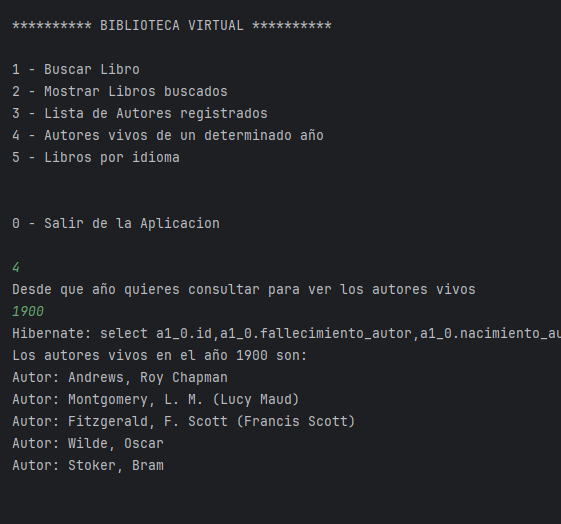 ********** BIBLIOTECA VIRTUAL **********
1 - Buscar Libro
2 - Mostrar Libros buscados
3 - Lista de Autores registrados
4 - Autores vivos de un determinado año
5 - Libros por idioma
0 - Salir de la Aplicacion
4
Desde que año quieres consultar para ver los autores vivos
1900
Hibernate: select a1_0.id,a1_0.fallecimiento_autor,a1_0.nacimiento_au
Los autores vivos en el año 1900 son:
Autor: Andrews, Roy Chapman
Autor: Montgomery, L. M. (Lucy Maud)
Autor: Fitzgerald, F. Scott (Francis Scott)
Autor: Wilde, Oscar
Autor: Stoker, Bram